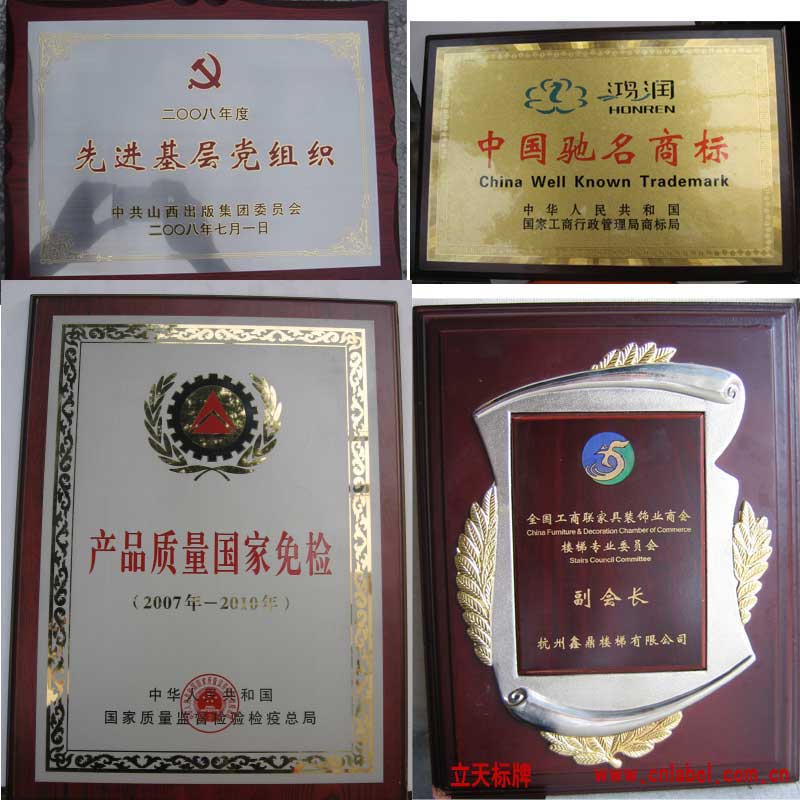 二〇〇八年度
先进基层党组织
中共山西出版集团委员会
二〇〇八年七月一日
鸿润
HONREN
中国驰名商标
China Well Known Trademark
中华人民共和国
国家工商行政管理局商标局
产品质量国家免检
(2007年-2010年)
中华人民共和国
国家质量监督检验检疫总局
全国工商联家具装饰业商会
China Furniture & Decoration Chamber of Commerce
楼梯专业委员会
Stairs Council Committee
副会长
杭州鑫鼎楼梯有限公司
立天标牌 www.cnlabel.com.cn